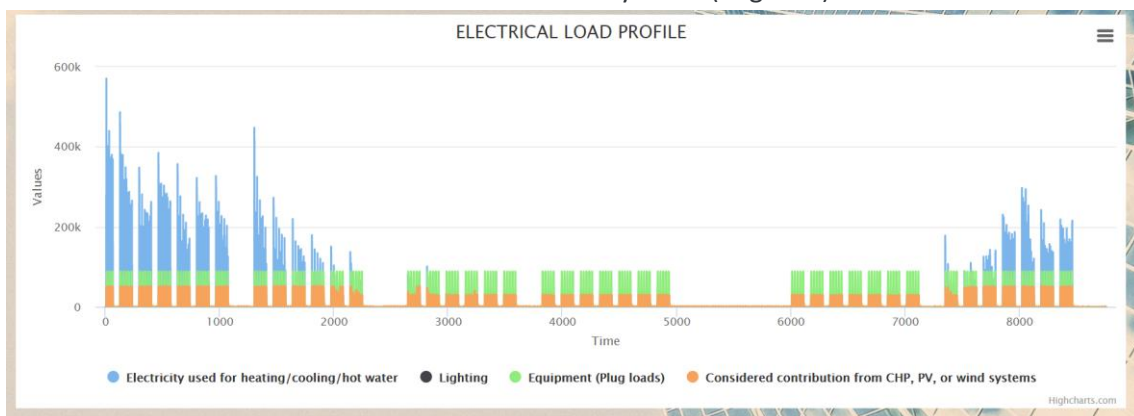 ELECTRICAL LOAD PROFILE
600k
400k
200k
0
Values
0 1000 2000 3000 4000 5000 6000 7000 8000
Time
Electricity used for heating/cooling/hot water Lighting Equipment (Plug loads) Considered contribution from CHP, PV, or wind systems
Highcharts.com